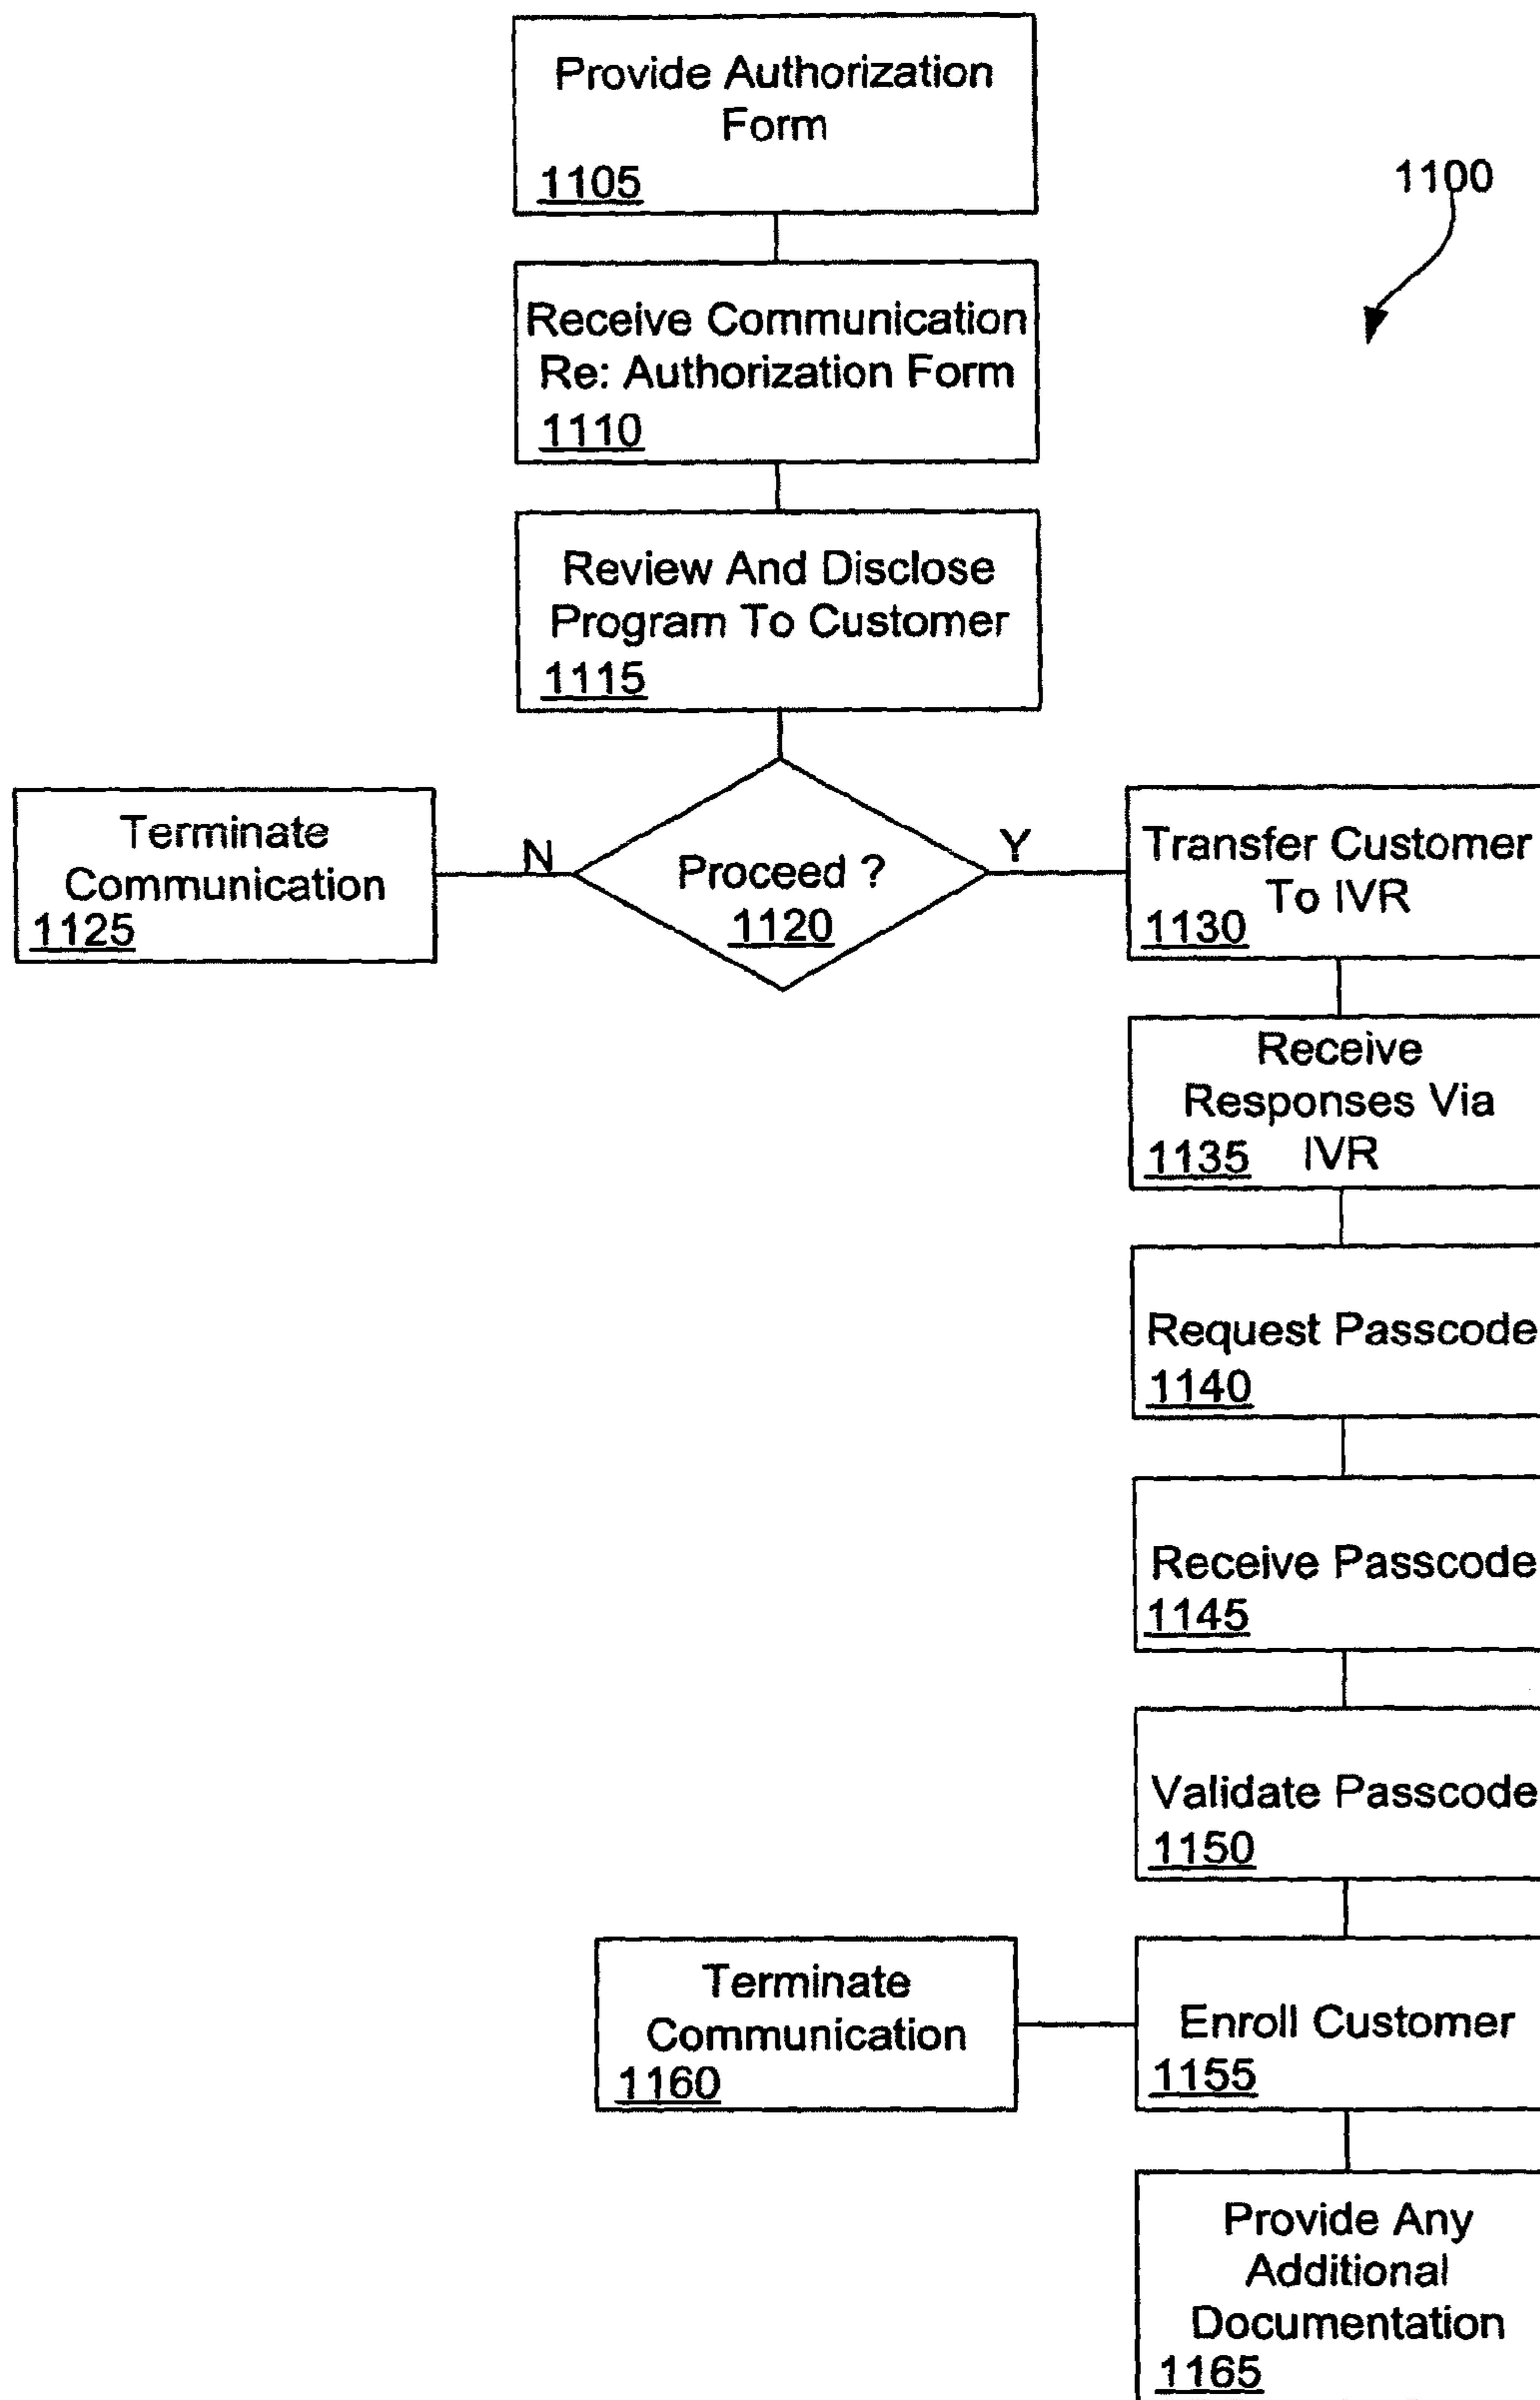 Provide Authorization
Form
1105
1100
Receive Communication
Re: Authorization Form
1110
Review And Disclose
Program To Customer
1115
Terminate
Communication
1125
N
Proceed ?
1120
Y
Transfer Customer
To IVR
1130
Receive
Responses Via
1135 IVR
Request Passcode
1140
Receive Passcode
1145
Validate Passcode
1150
Terminate
Communication
1160
Enroll Customer
1155
Provide Any
Additional
Documentation
1165